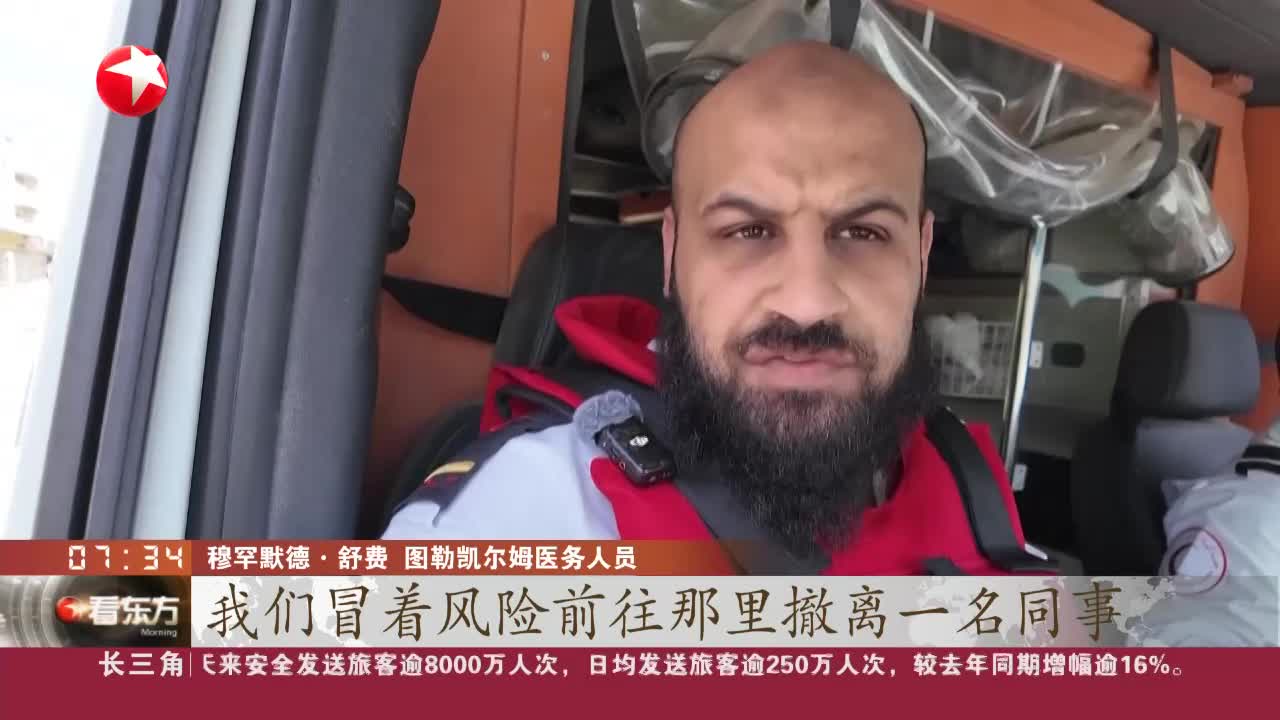 07:34 穆罕默德·舒费 图勒凯尔姆医务人员
看东方
Morning
我们冒着风险前往那里撤离一名同事
长三角 天来安全发送旅客逾8000万人次，日均发送旅客逾250万人次，较去年同期增幅逾16%。